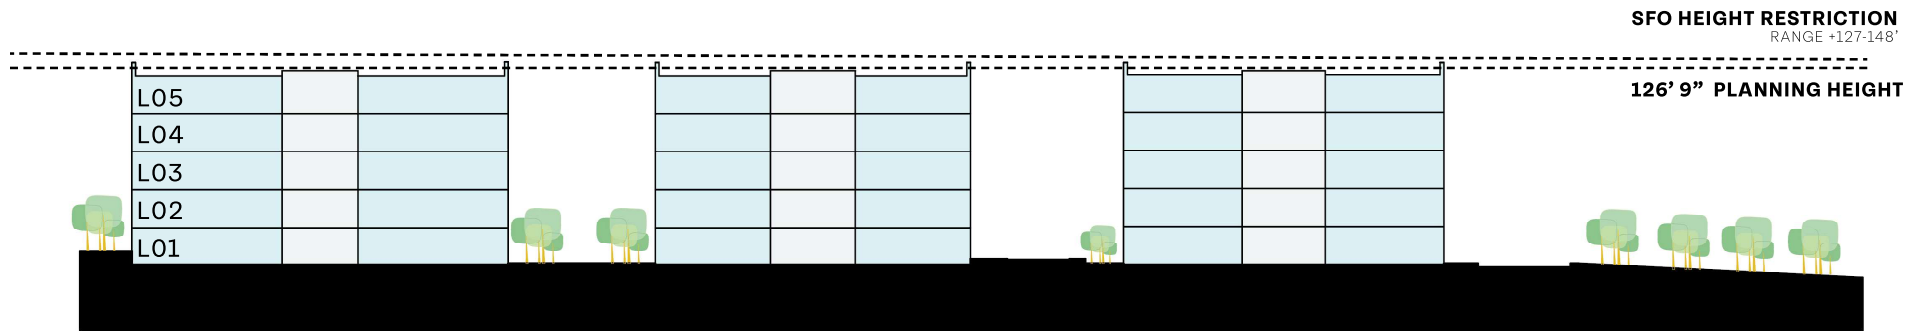 SFO HEIGHT RESTRICTION
RANGE +127-148’
126’ 9” PLANNING HEIGHT
L05
L04
L03
L02
L01